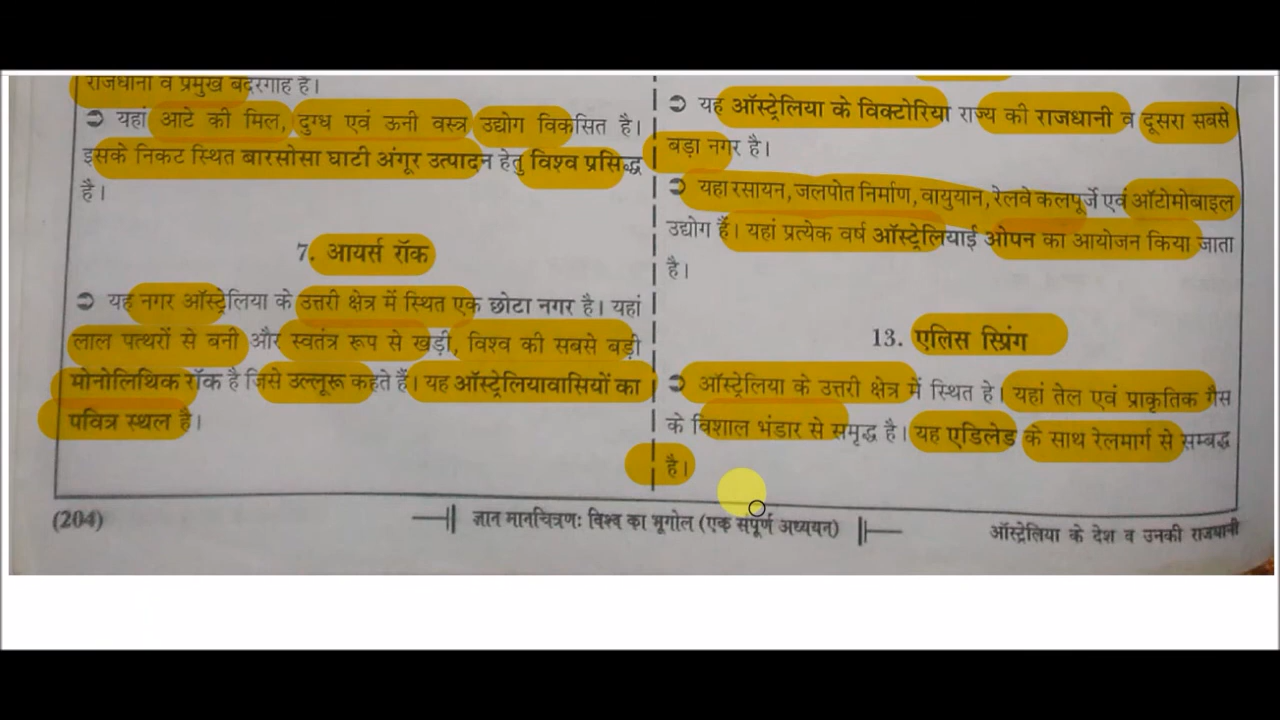 राजधानी व प्रमुख बंदरगाह है।
➲ यहां आटे की मिल, दुग्ध एवं ऊनी वस्त्र उद्योग विकसित है।
इसके निकट स्थित बारसोसा घाटी अंगूर उत्पादन हेतु विश्व प्रसिद्ध
है।
7. आयर्स रॉक
➲ यह नगर ऑस्ट्रेलिया के उत्तरी क्षेत्र में स्थित एक छोटा नगर है। यहां
लाल पत्थरों से बनी और स्वतंत्र रूप से खड़ी, विश्व की सबसे बड़ी
मोनोलिथिक रॉक है जिसे उल्लूरू कहते हैं। यह ऑस्ट्रेलियावासियों का
पवित्र स्थल है।
➲ यह ऑस्ट्रेलिया के विक्टोरिया राज्य की राजधानी व दूसरा सबसे
बड़ा नगर है।
➲ यहा रसायन, जलपोत निर्माण, वायुयान, रेलवे कलपूर्जे एवं ऑटोमोबाइल
उद्योग हैं। यहां प्रत्येक वर्ष ऑस्ट्रेलियाई ओपन का आयोजन किया जाता
है।
13. एलिस स्प्रिंग
➲ ऑस्ट्रेलिया के उत्तरी क्षेत्र में स्थित हे। यहां तेल एवं प्राकृतिक गैस
के विशाल भंडार से समृद्ध है। यह एडिलेड के साथ रेलमार्ग से सम्बद्ध
है।
(204) ज्ञान मानचित्रण: विश्व का भूगोल (एक संपूर्ण अध्ययन) ऑस्ट्रेलिया के देश व उनकी राजधानी